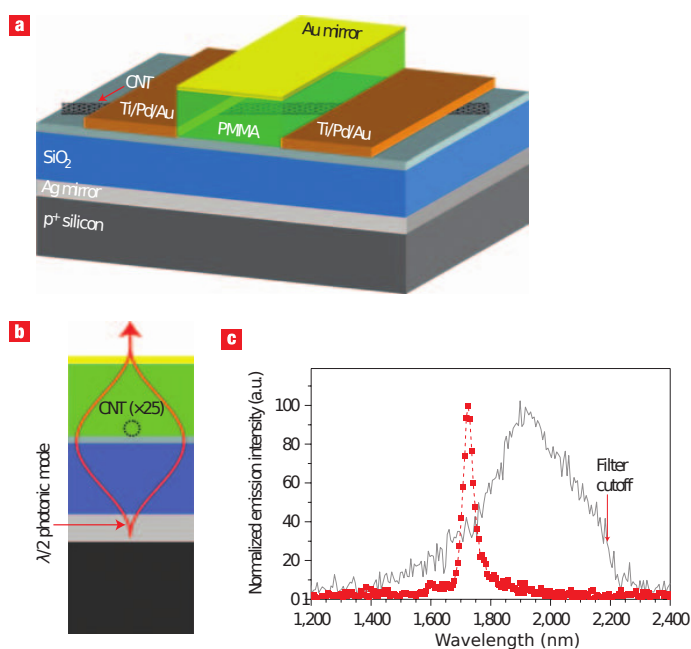 a
Au mirror
CNT
Ti/Pd/Au
PMMA
Ti/Pd/Au
SiO2
Ag mirror
p+ silicon
b
CNT (×25)
λ/2 photonic mode
c
Normalized emission intensity (a.u.)
100
80
60
40
20
01
Filter
cutoff
1,200 1,400 1,600 1,800 2,000 2,200 2,400
Wavelength (nm)